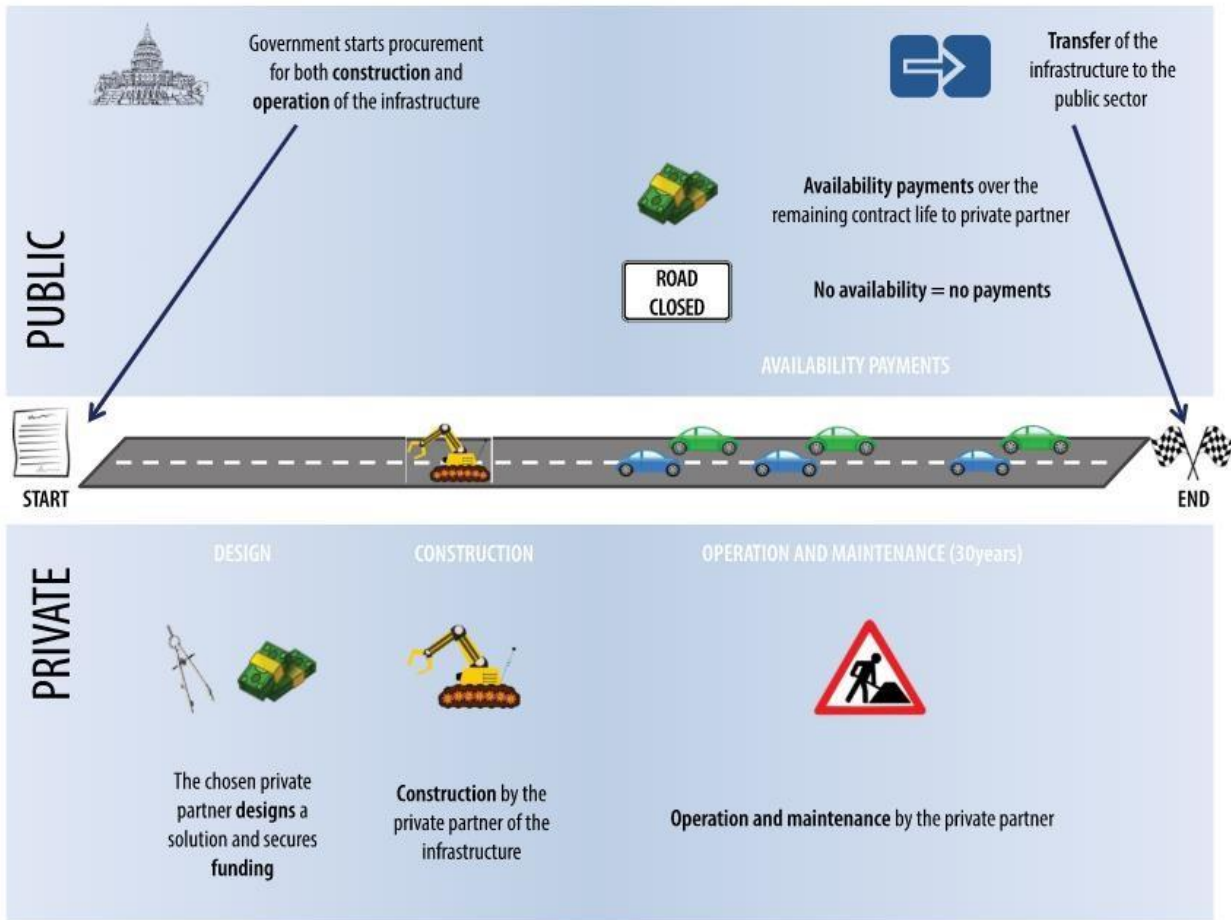 Government starts procurement
for both construction and
operation of the infrastructure
Transfer of the
infrastructure to the
public sector
Availability payments over the
remaining contract life to private partner
ROAD
CLOSED
No availability = no payments
PUBLIC
AVAILABILITY PAYMENTS
START
END
PRIVATE
DESIGN
CONSTRUCTION
OPERATION AND MAINTENANCE (30years)
The chosen private
partner designs a
solution and secures
funding
Construction by the
private partner of the
infrastructure
Operation and maintenance by the private partner